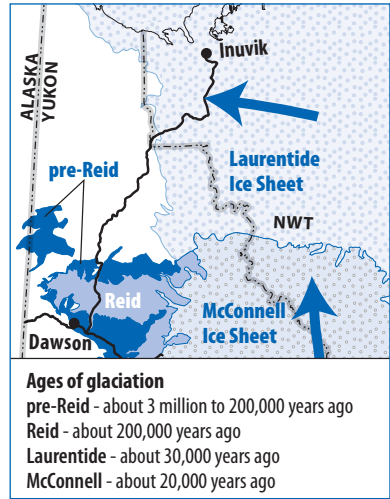 Inuvik
ALASKA
YUKON
pre-Reid
Laurentide
Ice Sheet
NWT
Reid
McConnell
Ice Sheet
Dawson
Ages of glaciation
pre-Reid - about 3 million to 200,000 years ago
Reid - about 200,000 years ago
Laurentide - about 30,000 years ago
McConnell - about 20,000 years ago